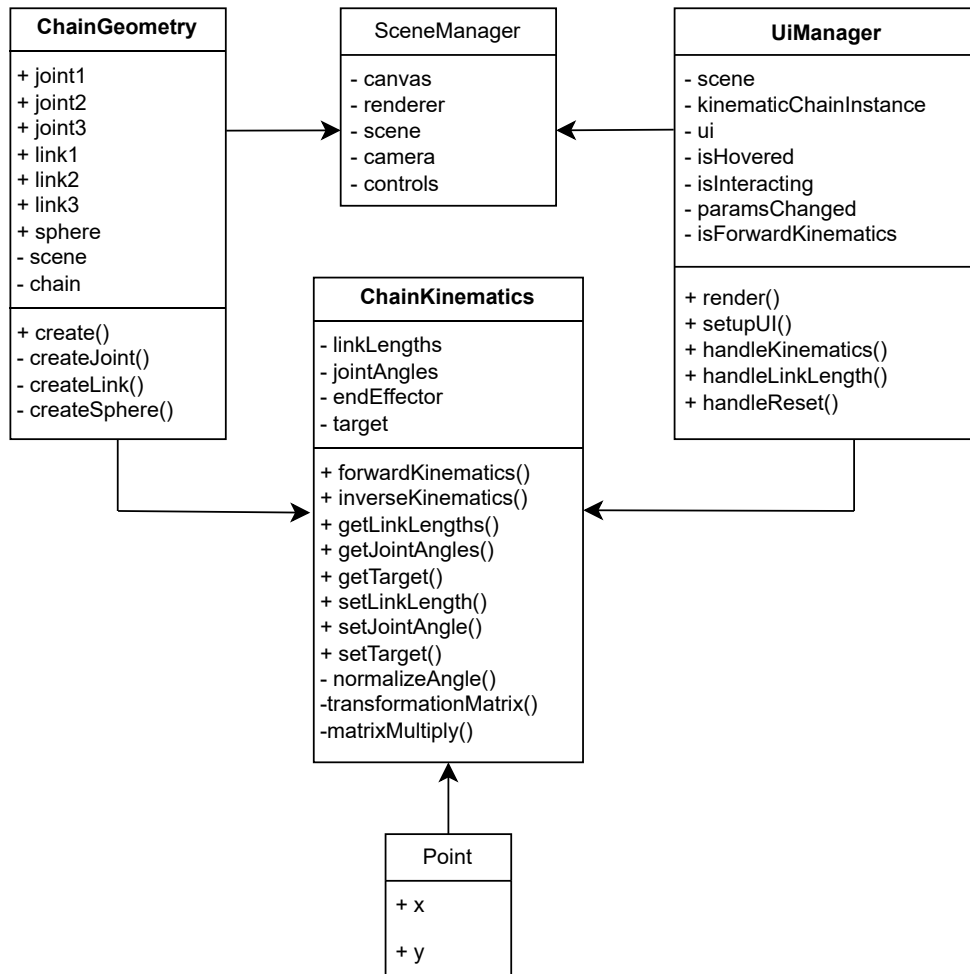 ChainGeometry
+ joint1
+ joint2
+ joint3
+ link1
+ link2
+ link3
+ sphere
- scene
- chain
+ create()
- createJoint()
- createLink()
- createSphere()
SceneManager
- canvas
- renderer
- scene
- camera
- controls
UiManager
- scene
- kinematicChainInstance
- ui
- isHovered
- isInteracting
- paramsChanged
- isForwardKinematics
+ render()
+ setupUI()
+ handleKinematics()
+ handleLinkLength()
+ handleReset()
ChainKinematics
- linkLengths
- jointAngles
- endEffector
- target
+ forwardKinematics()
+ inverseKinematics()
+ getLinkLengths()
+ getJointAngles()
+ getTarget()
+ setLinkLength()
+ setJointAngle()
+ setTarget()
- normalizeAngle()
-transformationMatrix()
-matrixMultiply()
Point
+ x
+ y